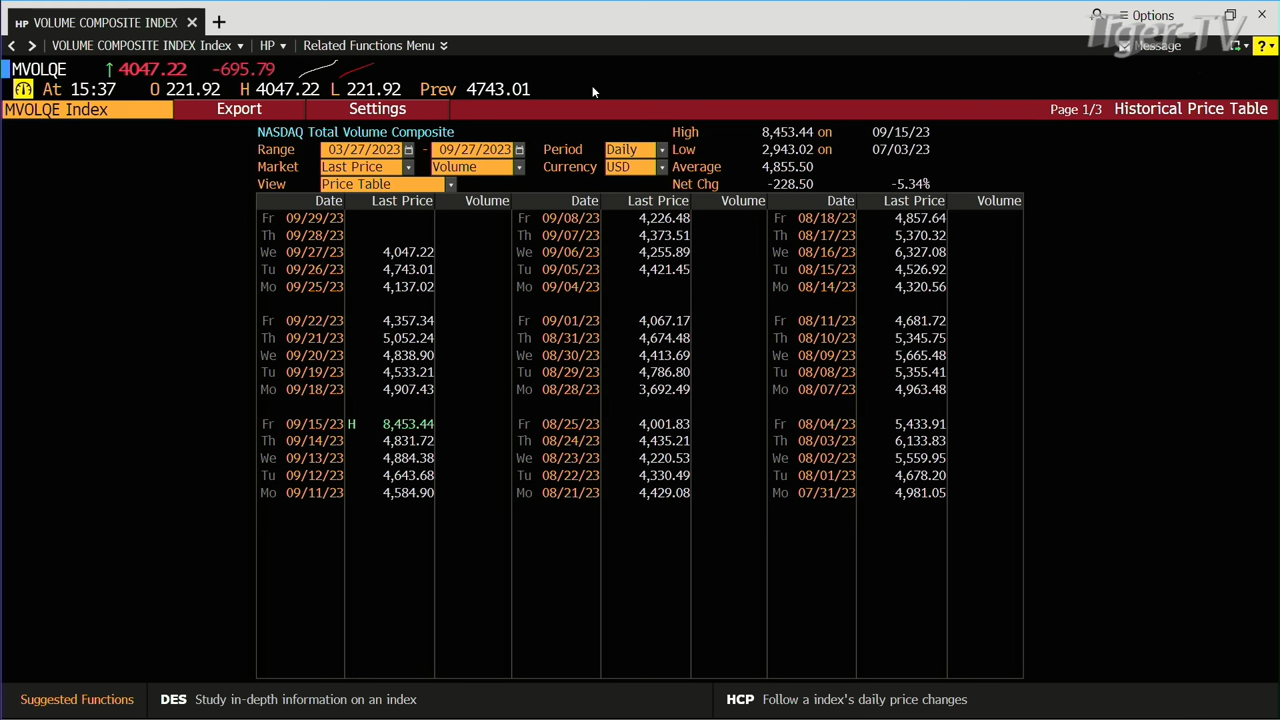 HP VOLUME COMPOSITE INDEX × +
Options
Tiger-TV
VOLUME COMPOSITE INDEX Index HP Related Functions Menu Message ?
MVOLQE ↑ 4047.22 -695.79
At 15:37 O 221.92 H 4047.22 L 221.92 Prev 4743.01
MVOLQE Index Export Settings Page 1/3 Historical Price Table
NASDAQ Total Volume Composite High 8,453.44 on 09/15/23
Range 03/27/2023 - 09/27/2023 Period Daily Low 2,943.02 on 07/03/23
Market Last Price Volume Currency USD Average 4,855.50
View Price Table Net Chg -228.50 -5.34%
Date Last Price Volume Date Last Price Volume Date Last Price Volume
Fr 09/29/23 Fr 09/08/23 4,226.48 Fr 08/18/23 4,857.64
Th 09/28/23 Th 09/07/23 4,373.51 Th 08/17/23 5,370.32
We 09/27/23 4,047.22 We 09/06/23 4,255.89 We 08/16/23 6,327.08
Tu 09/26/23 4,743.01 Tu 09/05/23 4,421.45 Tu 08/15/23 4,526.92
Mo 09/25/23 4,137.02 Mo 09/04/23 Mo 08/14/23 4,320.56
Fr 09/22/23 4,357.34 Fr 09/01/23 4,067.17 Fr 08/11/23 4,681.72
Th 09/21/23 5,052.24 Th 08/31/23 4,674.48 Th 08/10/23 5,345.75
We 09/20/23 4,838.90 We 08/30/23 4,413.69 We 08/09/23 5,665.48
Tu 09/19/23 4,533.21 Tu 08/29/23 4,786.80 Tu 08/08/23 5,355.41
Mo 09/18/23 4,907.43 Mo 08/28/23 3,692.49 Mo 08/07/23 4,963.48
Fr 09/15/23 H 8,453.44 Fr 08/25/23 4,001.83 Fr 08/04/23 5,433.91
Th 09/14/23 4,831.72 Th 08/24/23 4,435.21 Th 08/03/23 6,133.83
We 09/13/23 4,884.38 We 08/23/23 4,220.53 We 08/02/23 5,559.95
Tu 09/12/23 4,643.68 Tu 08/22/23 4,330.49 Tu 08/01/23 4,678.20
Mo 09/11/23 4,584.90 Mo 08/21/23 4,429.08 Mo 07/31/23 4,981.05
Suggested Functions DES Study in-depth information on an index HCP Follow a index's daily price changes